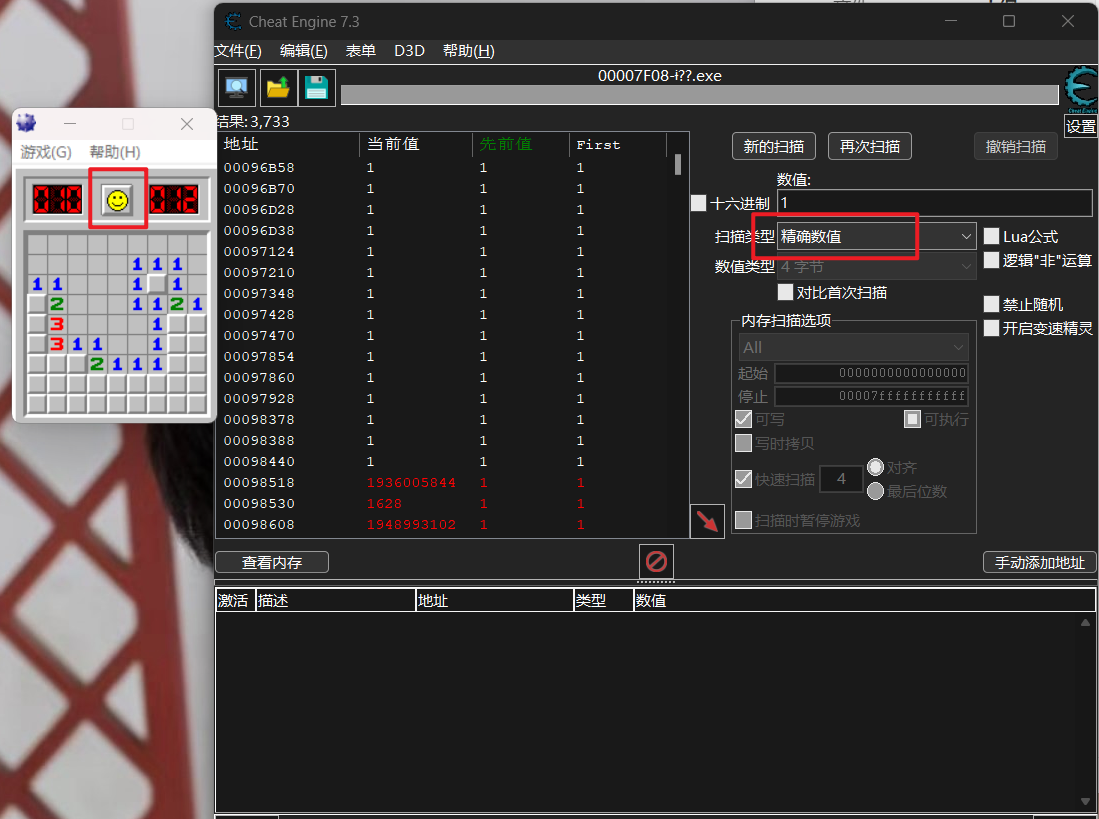 Cheat Engine 7.3
文件(F) 编辑(E) 表单 D3D 帮助(H)
00007F08-i??.exe
设置
结果: 3,733
地址 当前值 先前值 First
00096B58 1 1 1
00096B70 1 1 1
00096D28 1 1 1
00096D38 1 1 1
00097124 1 1 1
00097210 1 1 1
00097348 1 1 1
00097428 1 1 1
00097470 1 1 1
00097854 1 1 1
00097860 1 1 1
00097928 1 1 1
00098378 1 1 1
00098388 1 1 1
00098440 1 1 1
00098518 1936005844 1 1
00098530 1628 1 1
00098608 1948993102 1 1
新的扫描 再次扫描 撤销扫描
数值:
十六进制 1
扫描类型 精确数值
数值类型 4 字节
对比首次扫描
Lua公式
逻辑"非"运算
禁止随机
开启变速精灵
内存扫描选项
All
起始 0000000000000000
停止 00007fffffffffff
可写 可执行
写时拷贝
快速扫描 4 对齐
最后位数
扫描时暂停游戏
查看内存 手动添加地址
激活 描述 地址 类型 数值
游戏(G) 帮助(H)
010 012
1 1 1
1 1 1 1
2 1 1 2 1
3 1
3 1 1 1
2 1 1 1